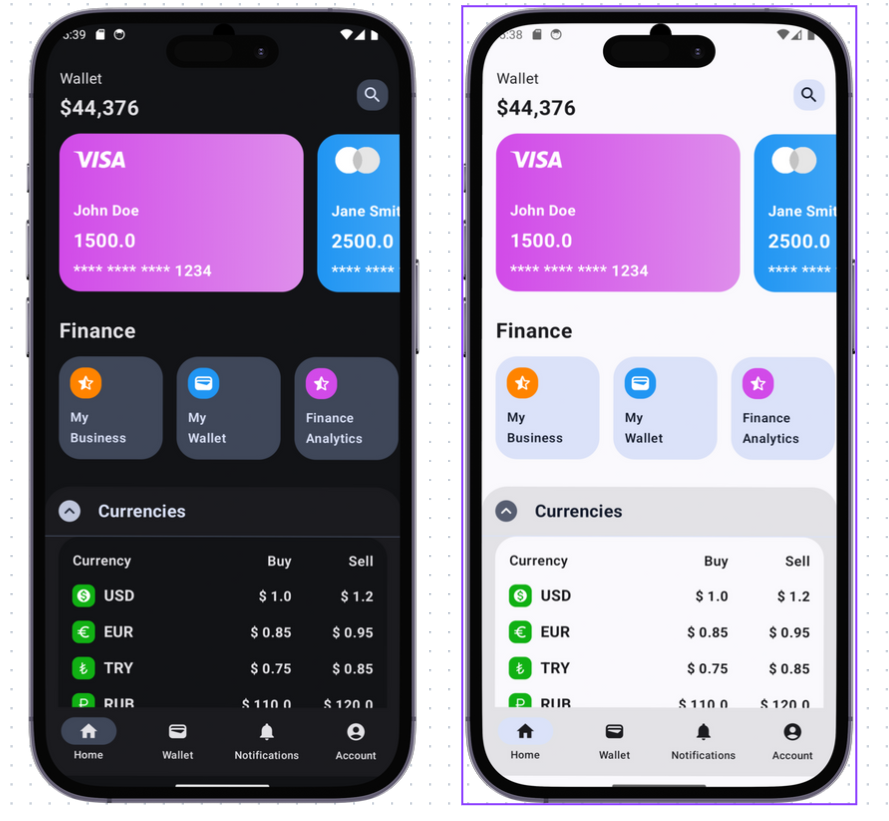 5:39
Wallet
$44,376
VISA
John Doe
1500.0
**** **** **** 1234
Jane Smit
2500.0
**** ****
Finance
My
Business
My
Wallet
Finance
Analytics
Currencies
Currency Buy Sell
USD $ 1.0 $ 1.2
EUR $ 0.85 $ 0.95
TRY $ 0.75 $ 0.85
RUB $ 110.0 $ 120.0
Home Wallet Notifications Account
5:38
Wallet
$44,376
VISA
John Doe
1500.0
**** **** **** 1234
Jane Smit
2500.0
**** ****
Finance
My
Business
My
Wallet
Finance
Analytics
Currencies
Currency Buy Sell
USD $ 1.0 $ 1.2
EUR $ 0.85 $ 0.95
TRY $ 0.75 $ 0.85
RUB $ 110.0 $ 120.0
Home Wallet Notifications Account